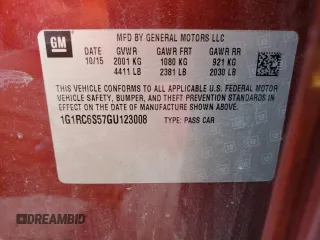 GM
MFD BY GENERAL MOTORS LLC
DATE GVWR GAWR FRT GAWR RR
10/15 2001 KG 1080 KG 921 KG
4411 LB 2381 LB 2030 LB
THIS VEHICLE CONFORMS TO ALL APPLICABLE U.S. FEDERAL MOTOR
VEHICLE SAFETY, BUMPER, AND THEFT PREVENTION STANDARDS
IN EFFECT ON THE DATE OF MANUFACTURE SHOWN ABOVE.
1G1RC6S57GU123008 TYPE: PASS CAR
DREAMBID